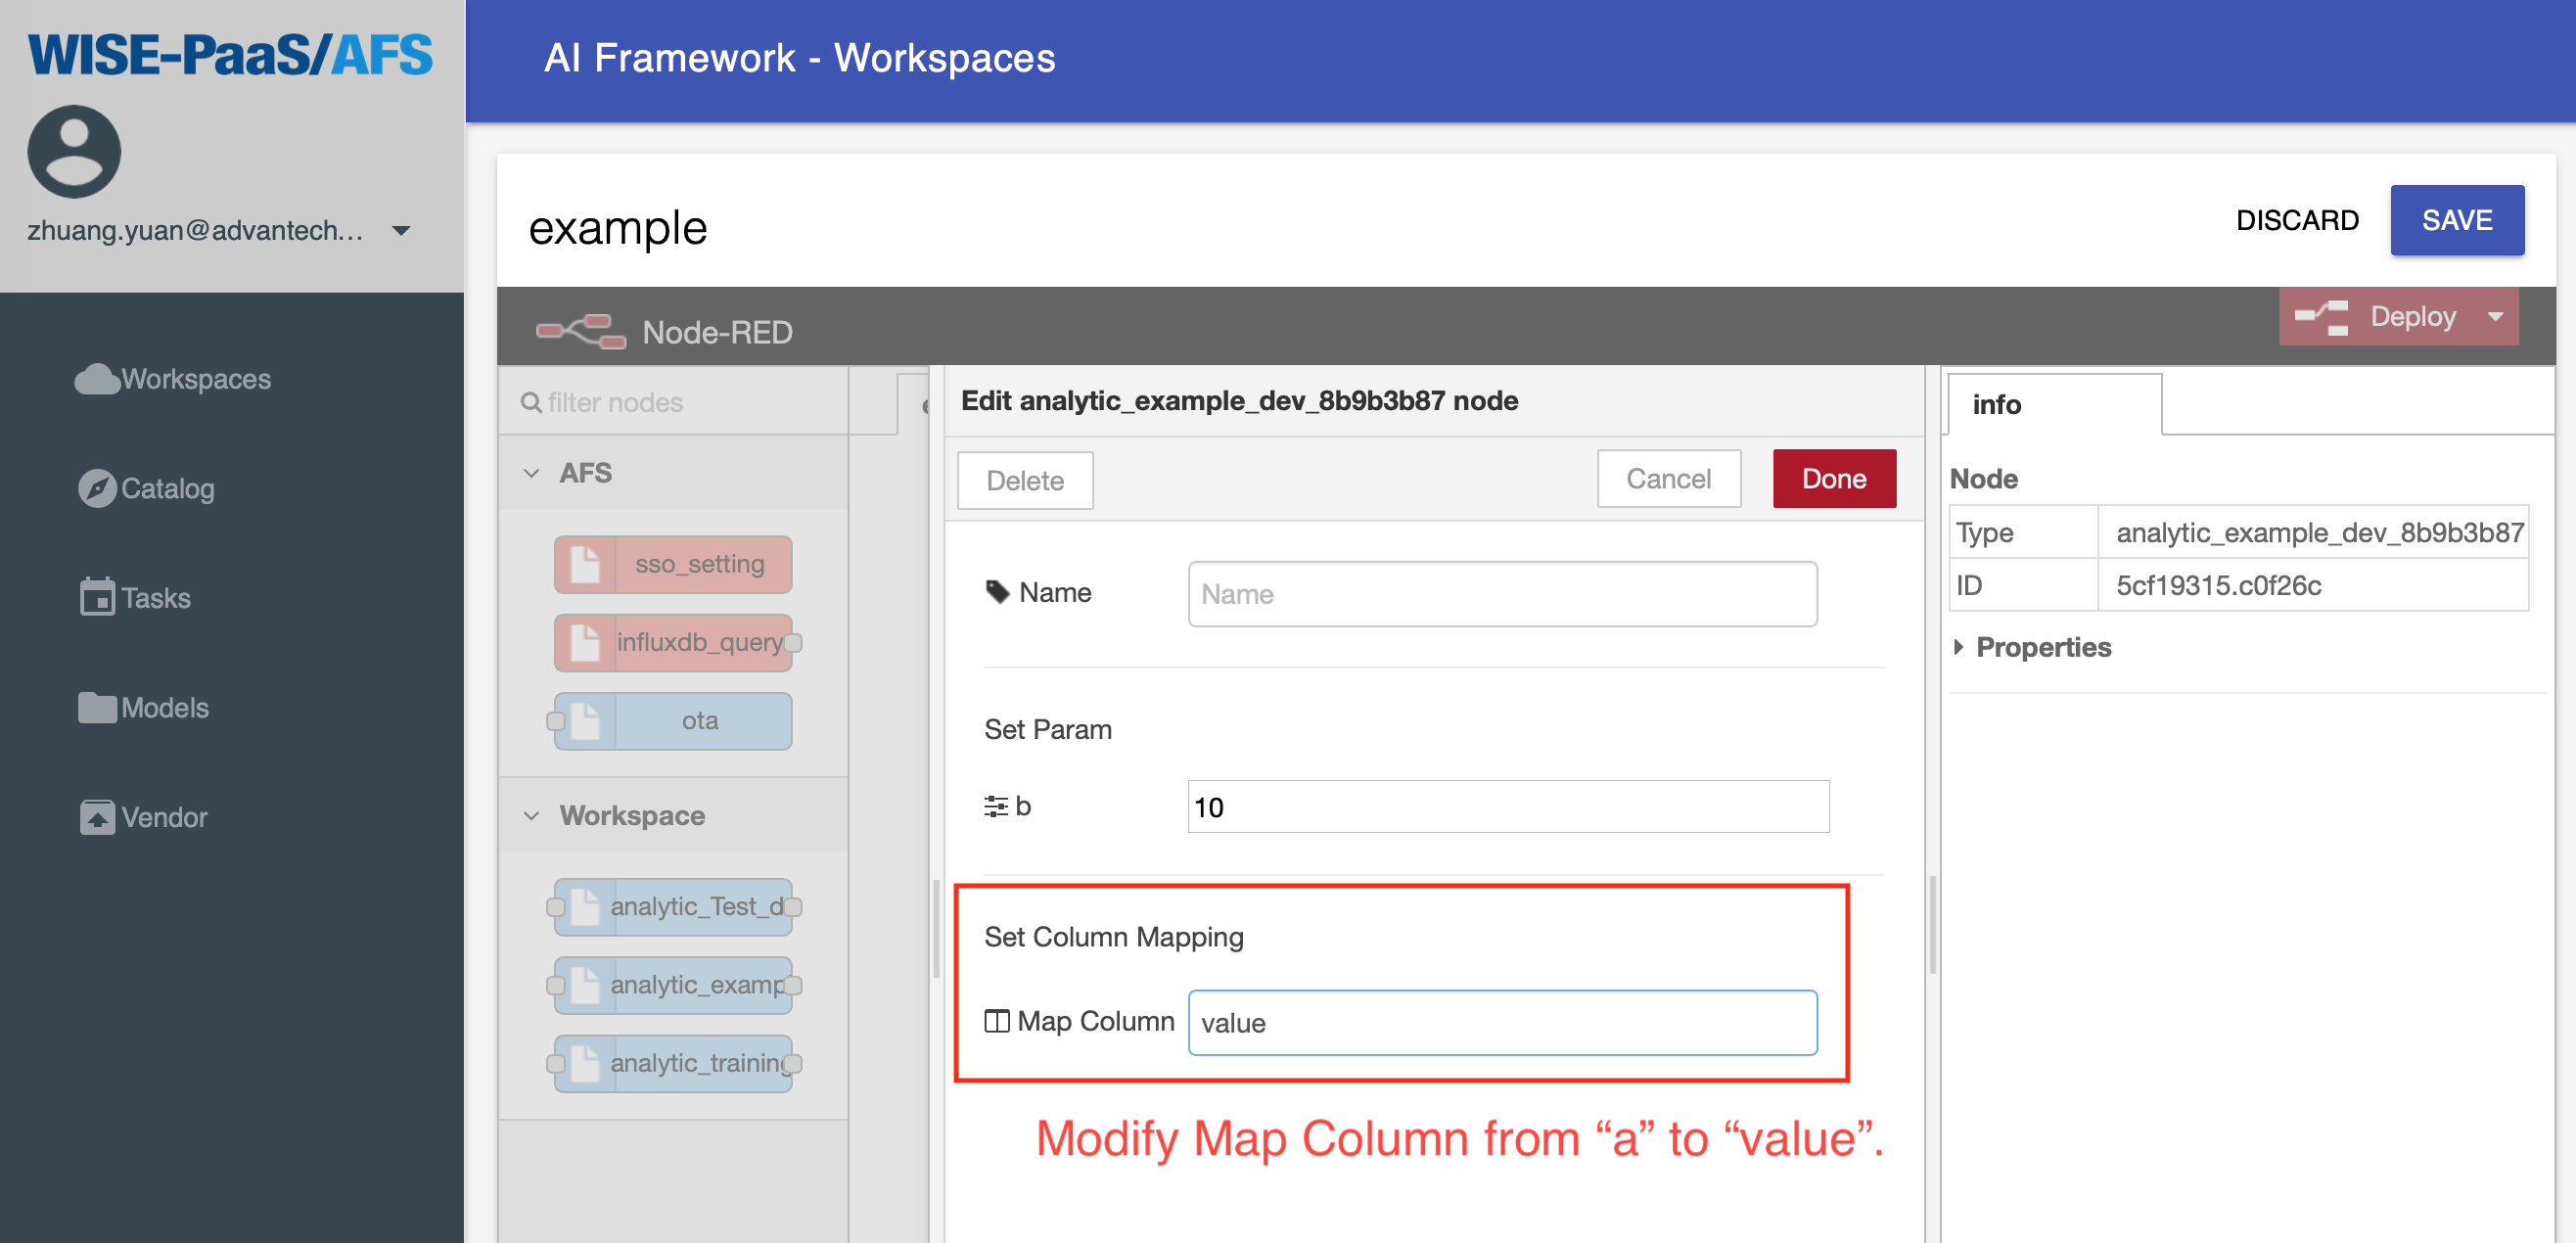 WISE-PaaS/AFS
zhuang.yuan@advantech...
Workspaces
Catalog
Tasks
Models
Vendor
AI Framework - Workspaces
example
DISCARD
SAVE
Node-RED
Deploy
filter nodes
AFS
sso_setting
influxdb_query
ota
Workspace
analytic_Test_d
analytic_examp
analytic_training
Edit analytic_example_dev_8b9b3b87 node
Delete
Cancel
Done
Name
Name
Set Param
b
10
Set Column Mapping
Map Column
value
Modify Map Column from “a” to “value”.
info
Node
Type
analytic_example_dev_8b9b3b87
ID
5cf19315.c0f26c
Properties